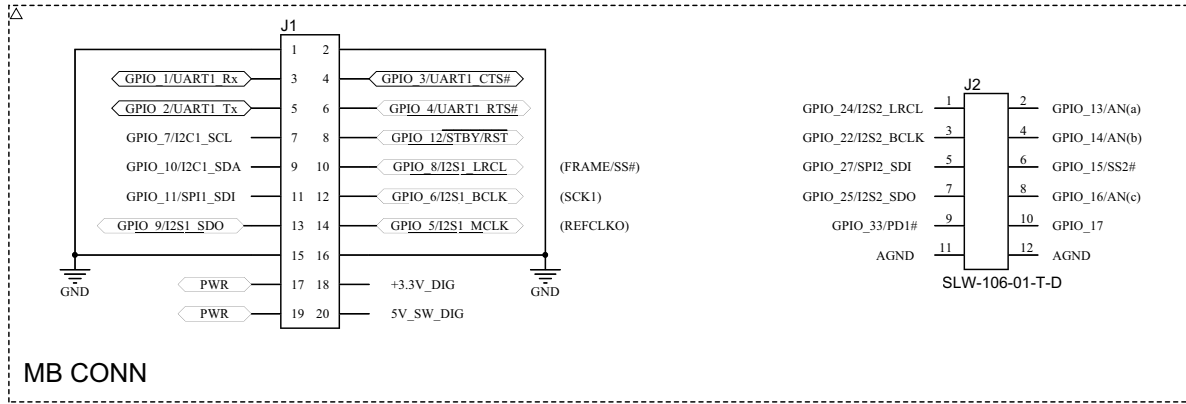 J1
1 2
GPIO_1/UART1_Rx 3 4 GPIO_3/UART1_CTS#
GPIO_2/UART1_Tx 5 6 GPIO_4/UART1_RTS#
GPIO_7/I2C1_SCL 7 8 GPIO_12/STBY/RST
GPIO_10/I2C1_SDA 9 10 GPIO_8/I2S1_LRCL (FRAME/SS#)
GPIO_11/SPI1_SDI 11 12 GPIO_6/I2S1_BCLK (SCK1)
GPIO_9/I2S1_SDO 13 14 GPIO_5/I2S1_MCLK (REFCLKO)
15 16
GND GND
PWR 17 18 +3.3V_DIG
PWR 19 20 5V_SW_DIG
J2
GPIO_24/I2S2_LRCL 1 2 GPIO_13/AN(a)
GPIO_22/I2S2_BCLK 3 4 GPIO_14/AN(b)
GPIO_27/SPI2_SDI 5 6 GPIO_15/SS2#
GPIO_25/I2S2_SDO 7 8 GPIO_16/AN(c)
GPIO_33/PD1# 9 10 GPIO_17
AGND 11 12 AGND
SLW-106-01-T-D
MB CONN